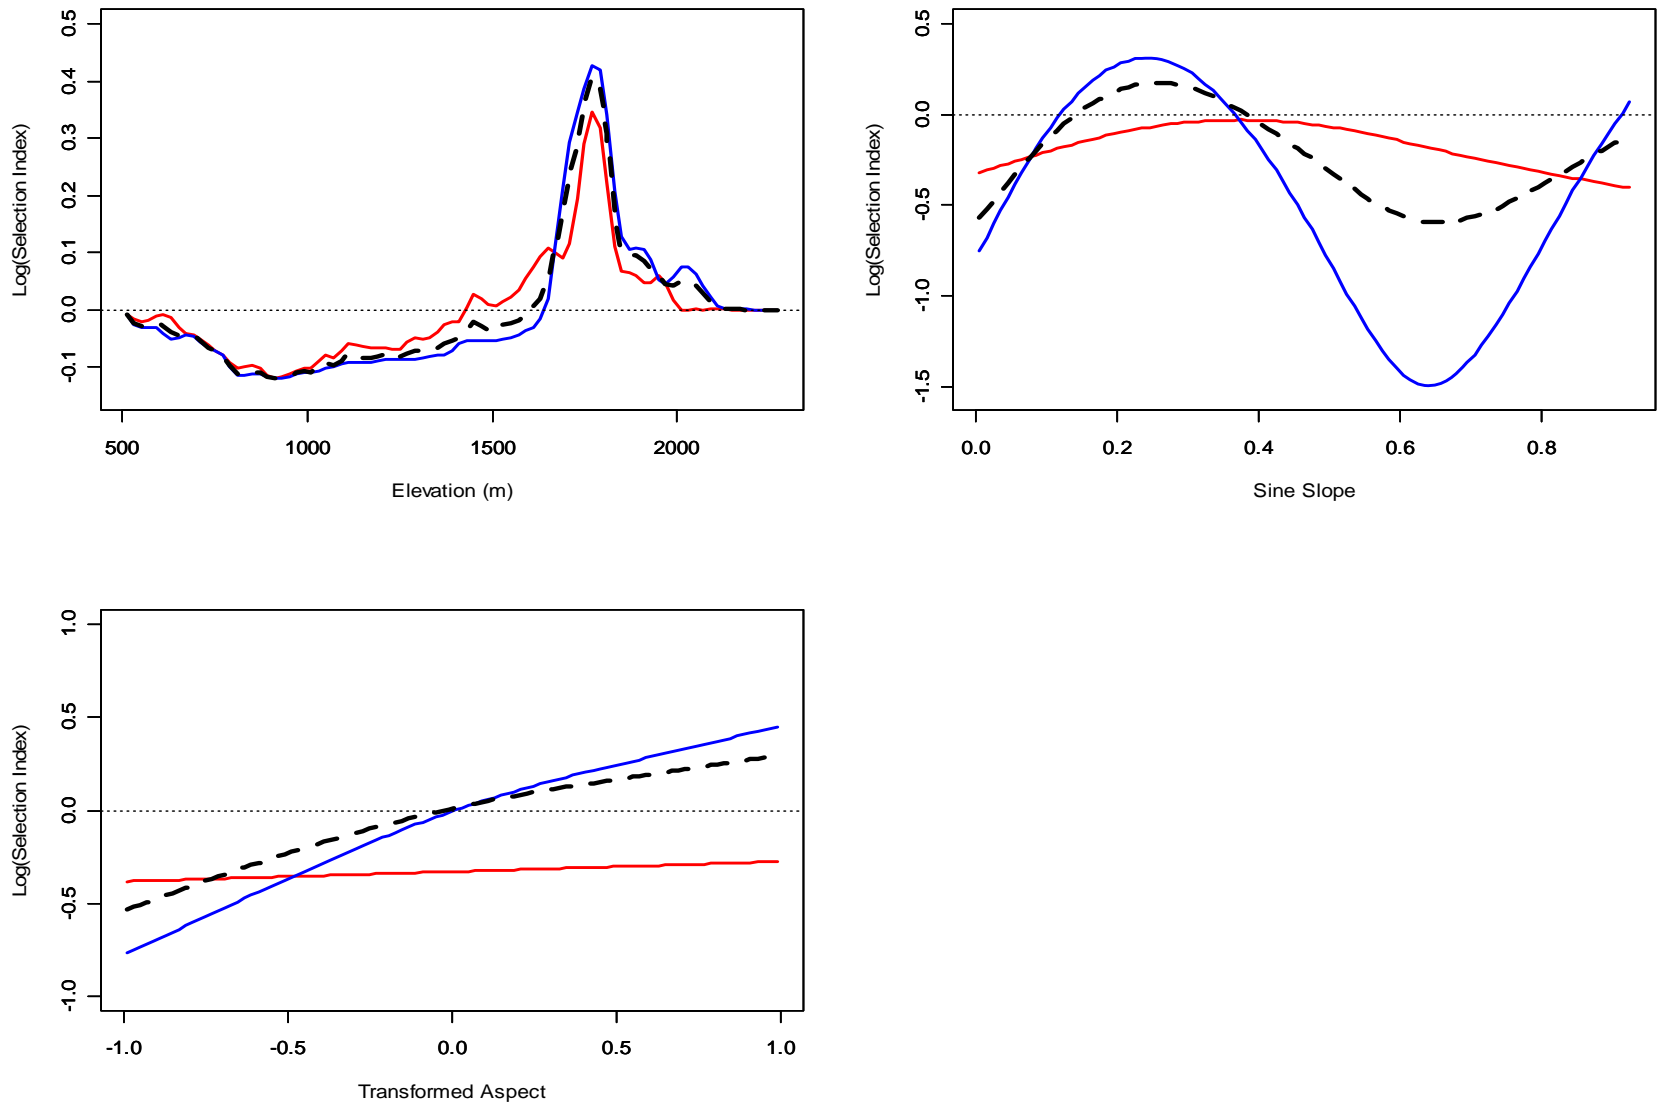 0.5
0.4
0.3
0.2
0.1
0.0
-0.1
Log(Selection Index)
500 1000 1500 2000
Elevation (m)
0.5
0.0
-0.5
-1.0
-1.5
Log(Selection Index)
0.0 0.2 0.4 0.6 0.8
Sine Slope
1.0
0.5
0.0
-0.5
-1.0
Log(Selection Index)
-1.0 -0.5 0.0 0.5 1.0
Transformed Aspect